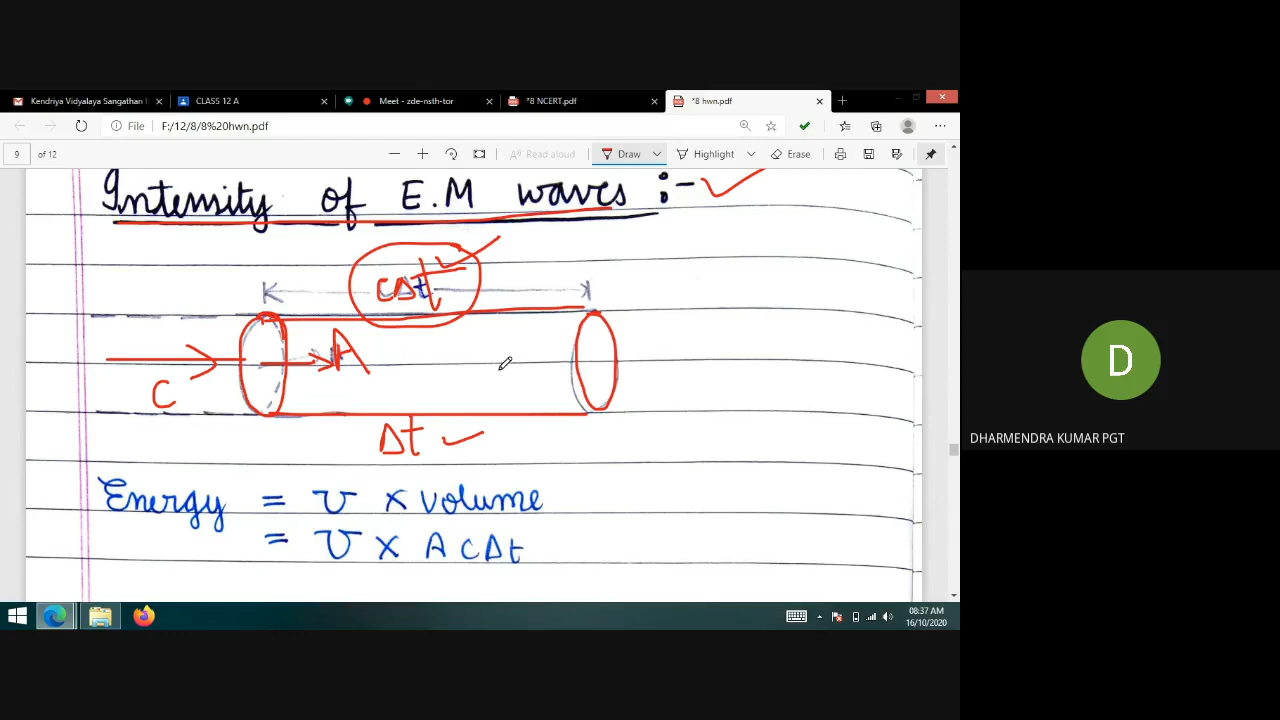 Kendriya Vidyalaya Sangathan
CLASS 12 A
Meet - zde-nsth-tor
*8 NCERT.pdf
*8 hwn.pdf
File F:/12/8/8%20hwn.pdf
9 of 12
Read aloud
Draw
Highlight
Erase
Intensity of E.M waves :-
cΔt
A
C
Δt
Energy = U × volume
= U × A cΔt
D
DHARMENDRA KUMAR PGT
08:37 AM
16/10/2020